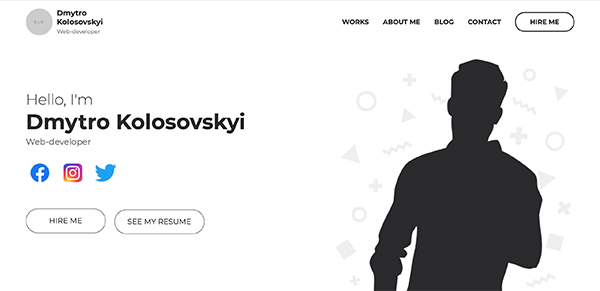 Dmytro
Kolosovskyi
Web-developer
WORKS ABOUT ME BLOG CONTACT HIRE ME
Hello, I'm
Dmytro Kolosovskyi
Web-developer
HIRE ME SEE MY RESUME